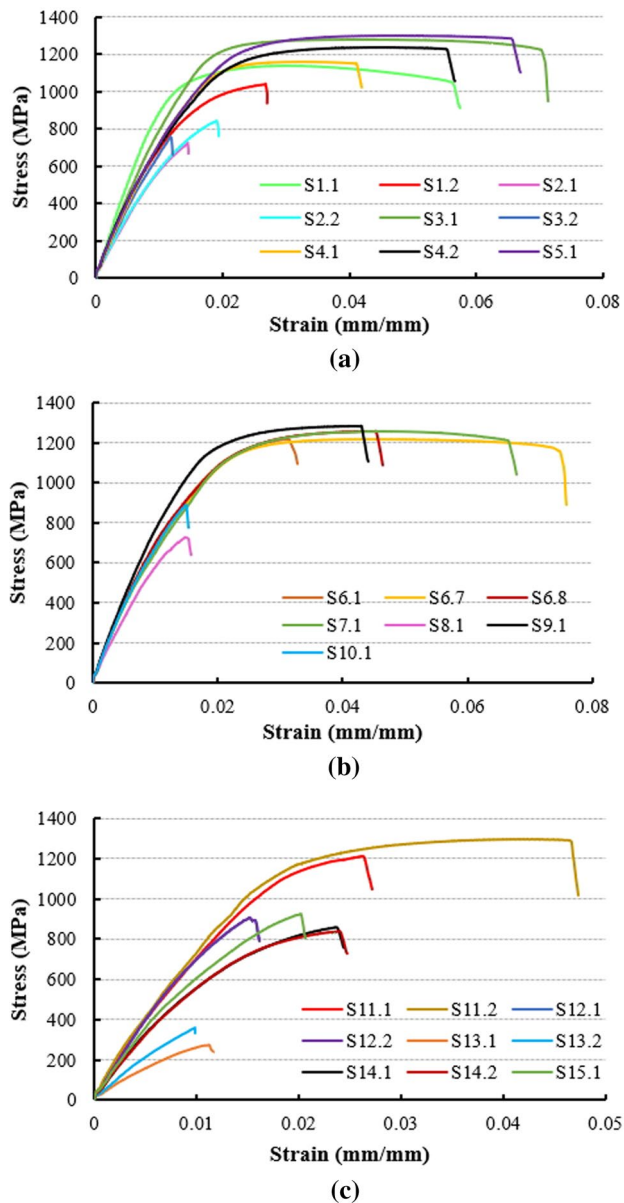 1400
1200
1000
800
600
400
200
0
Stress (MPa)
S1.1 S1.2 S2.1
S2.2 S3.1 S3.2
S4.1 S4.2 S5.1
0 0.02 0.04 0.06 0.08
Strain (mm/mm)
(a)
1400
1200
1000
800
600
400
200
0
Stress (MPa)
S6.1 S6.7 S6.8
S7.1 S8.1 S9.1
S10.1
0 0.02 0.04 0.06 0.08
Strain (mm/mm)
(b)
1400
1200
1000
800
600
400
200
0
Stress (MPa)
S11.1 S11.2 S12.1
S12.2 S13.1 S13.2
S14.1 S14.2 S15.1
0.00 0.01 0.02 0.03 0.04 0.05
Strain (mm/mm)
(c)